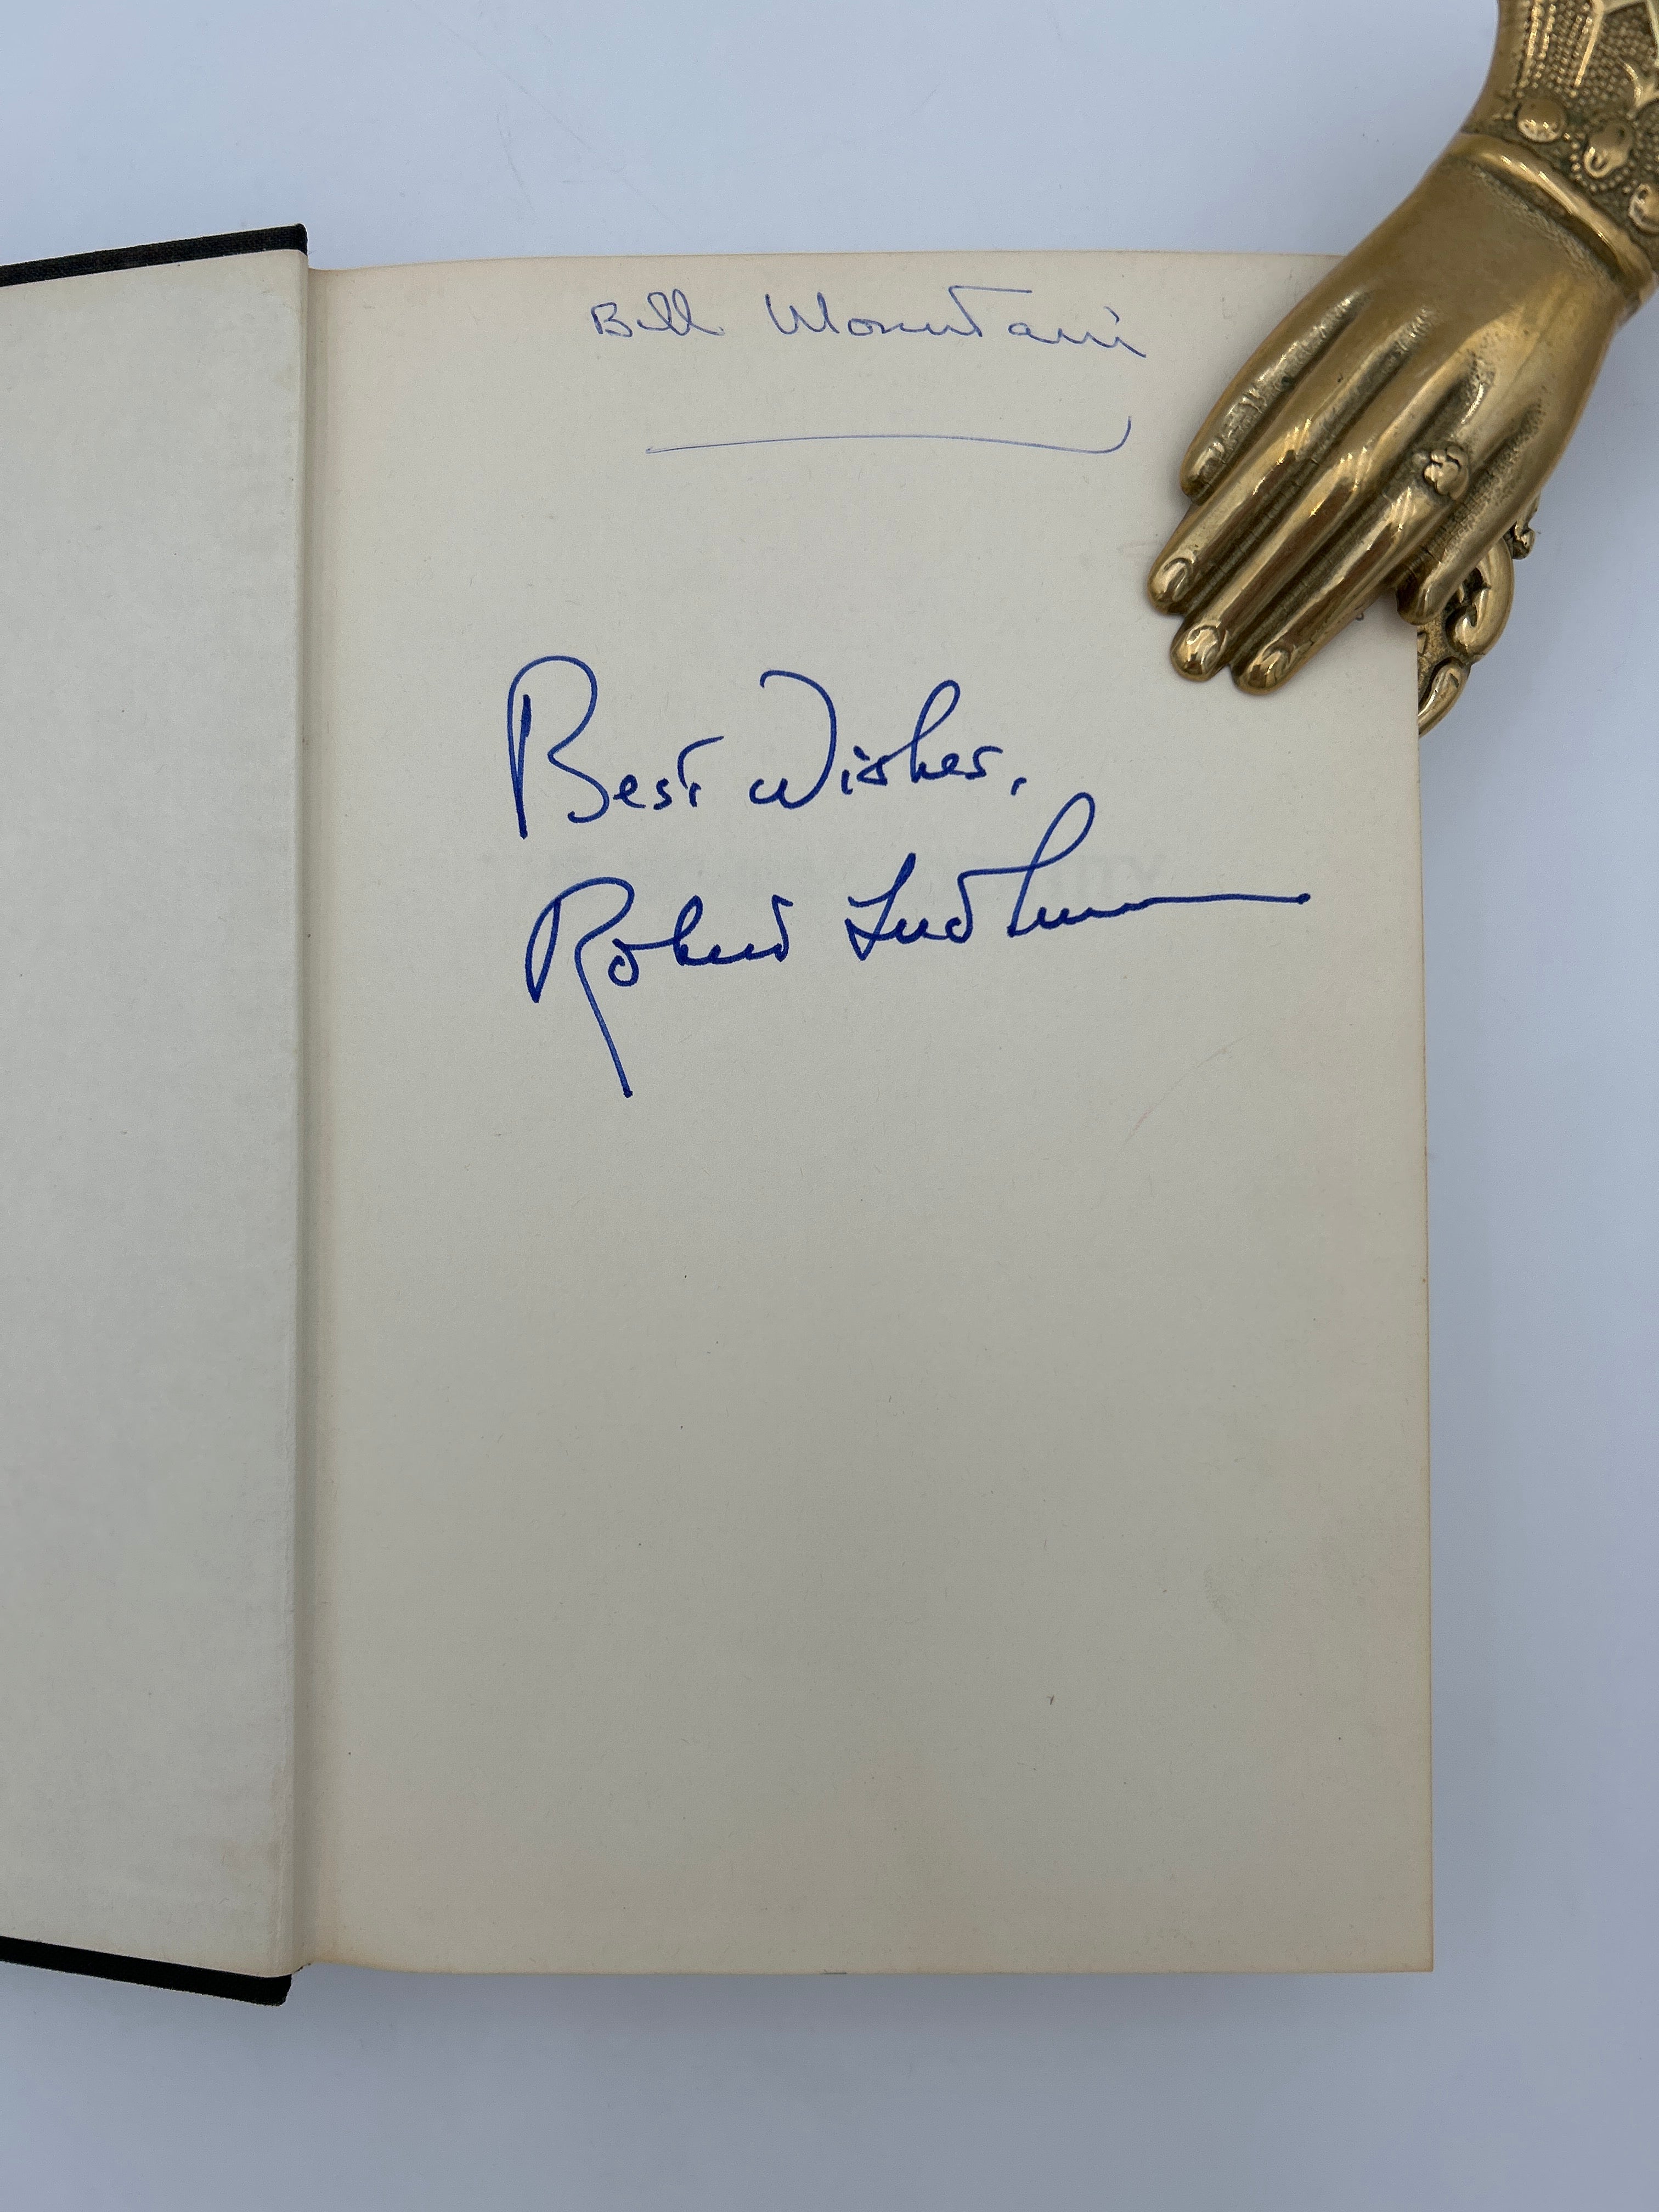 Bill Mountain
Best Wishes,
Robert Ludlum